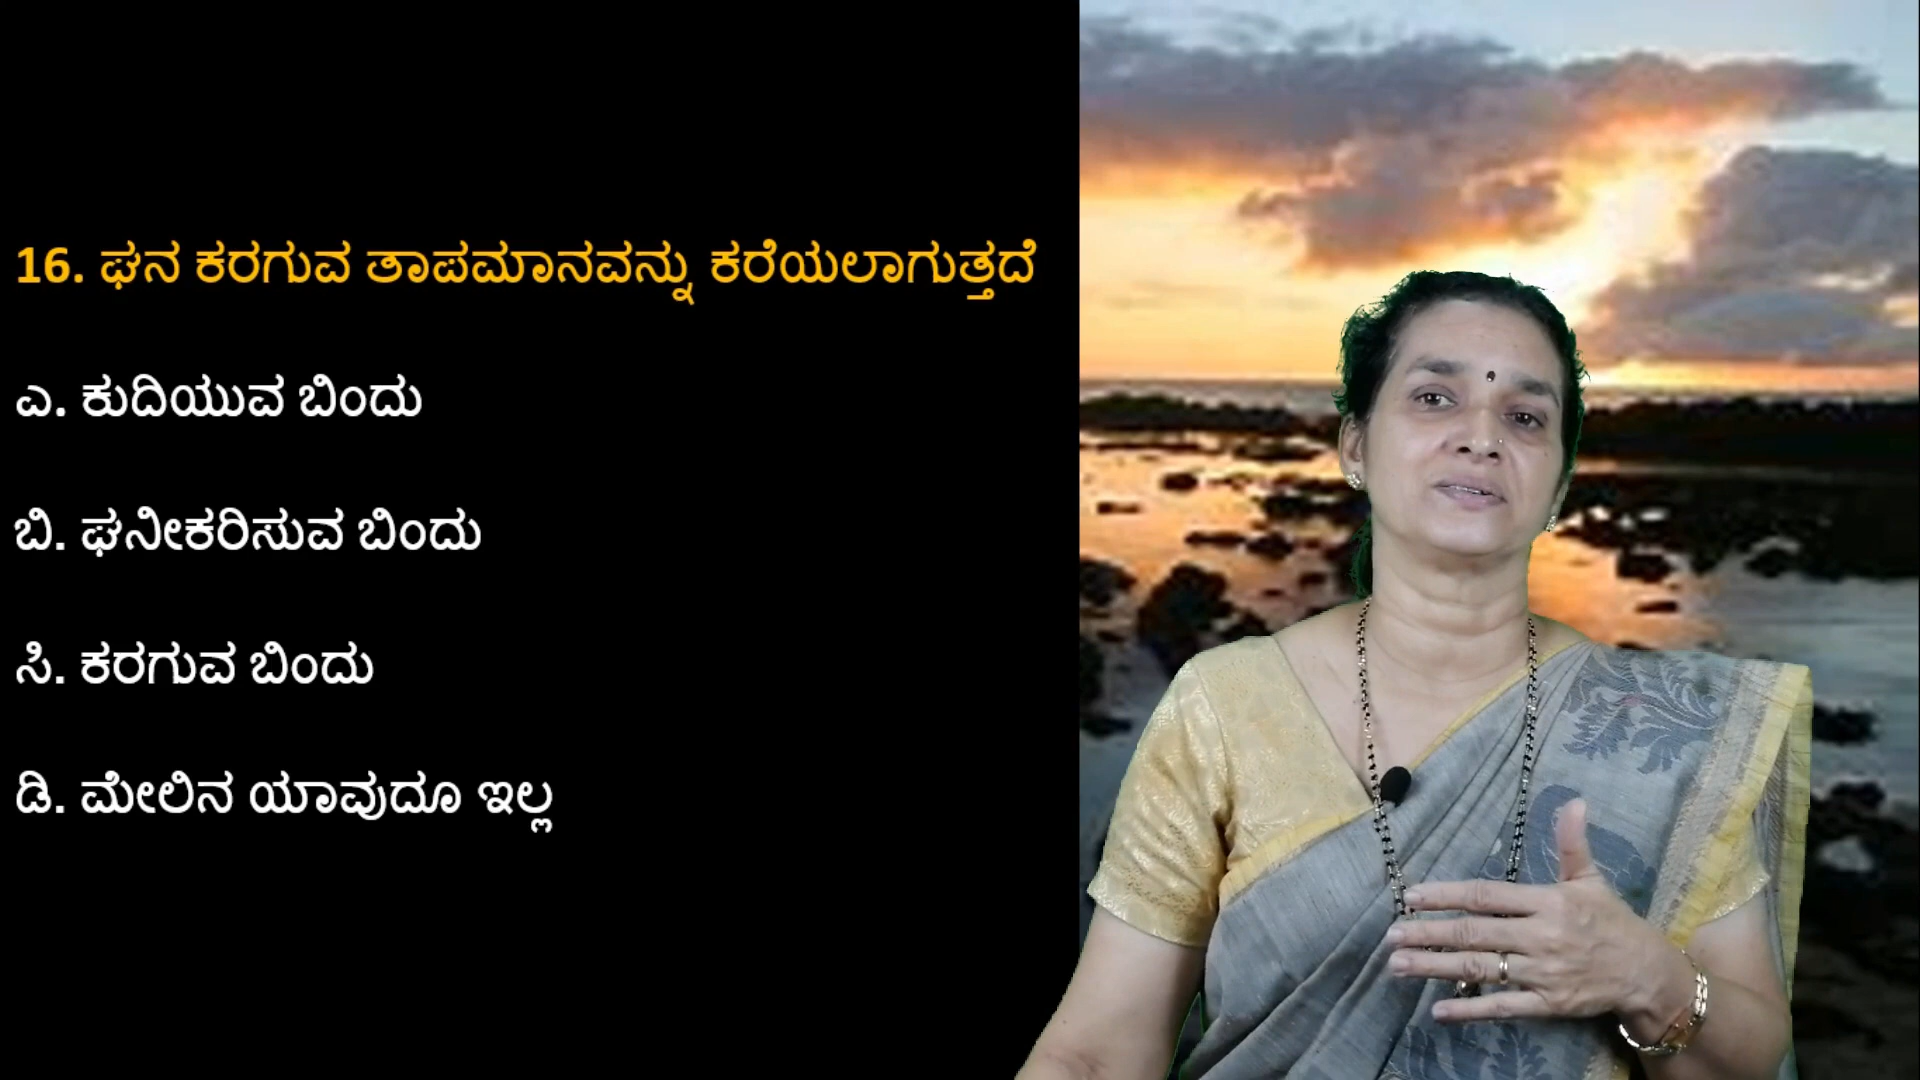 16. ಘನ ಕರಗುವ ತಾಪಮಾನವನ್ನು ಕರೆಯಲಾಗುತ್ತದೆ
ಎ. ಕುದಿಯುವ ಬಿಂದು
ಬಿ. ಘನೀಕರಿಸುವ ಬಿಂದು
ಸಿ. ಕರಗುವ ಬಿಂದು
ಡಿ. ಮೇಲಿನ ಯಾವುದೂ ಇಲ್ಲ